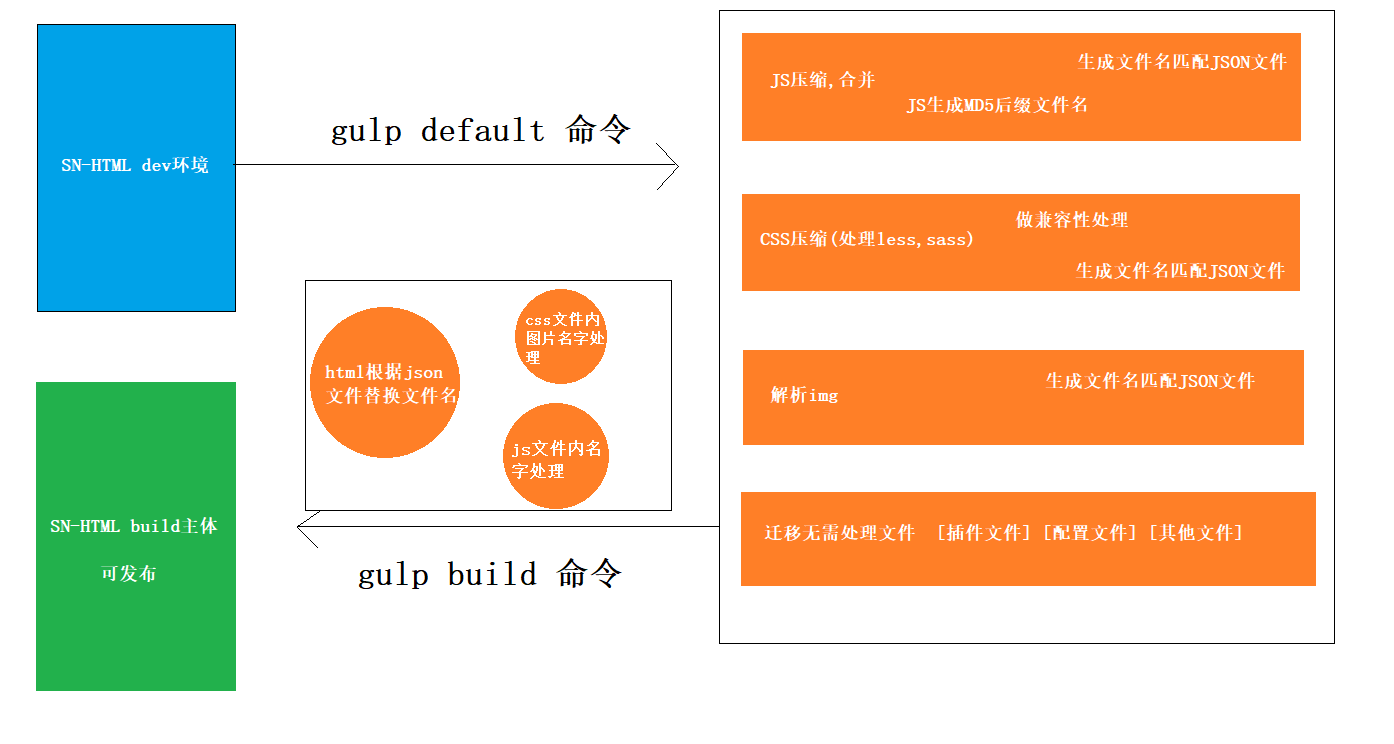 SN-HTML dev环境
gulp default 命令
生成文件名匹配JSON文件
JS压缩,合并
JS生成MD5后缀文件名
做兼容性处理
CSS压缩(处理less,sass)
生成文件名匹配JSON文件
生成文件名匹配JSON文件
解析img
迁移无需处理文件 [插件文件] [配置文件] [其他文件]
html根据json
文件替换文件名
css文件内
图片名字处
理
js文件内名
字处理
gulp build 命令
SN-HTML build主体
可发布